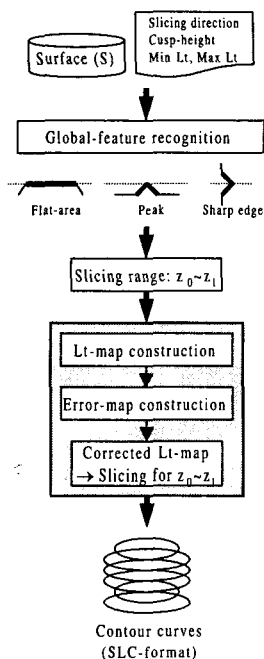 Surface (S)
Slicing direction
Cusp-height
Min Lt, Max Lt
Global-feature recognition
Flat-area
Peak
Sharp edge
Slicing range: z₀~z₁
Lt-map construction
Error-map construction
Corrected Lt-map
→ Slicing for z₀~z₁
Contour curves
(SLC-format)